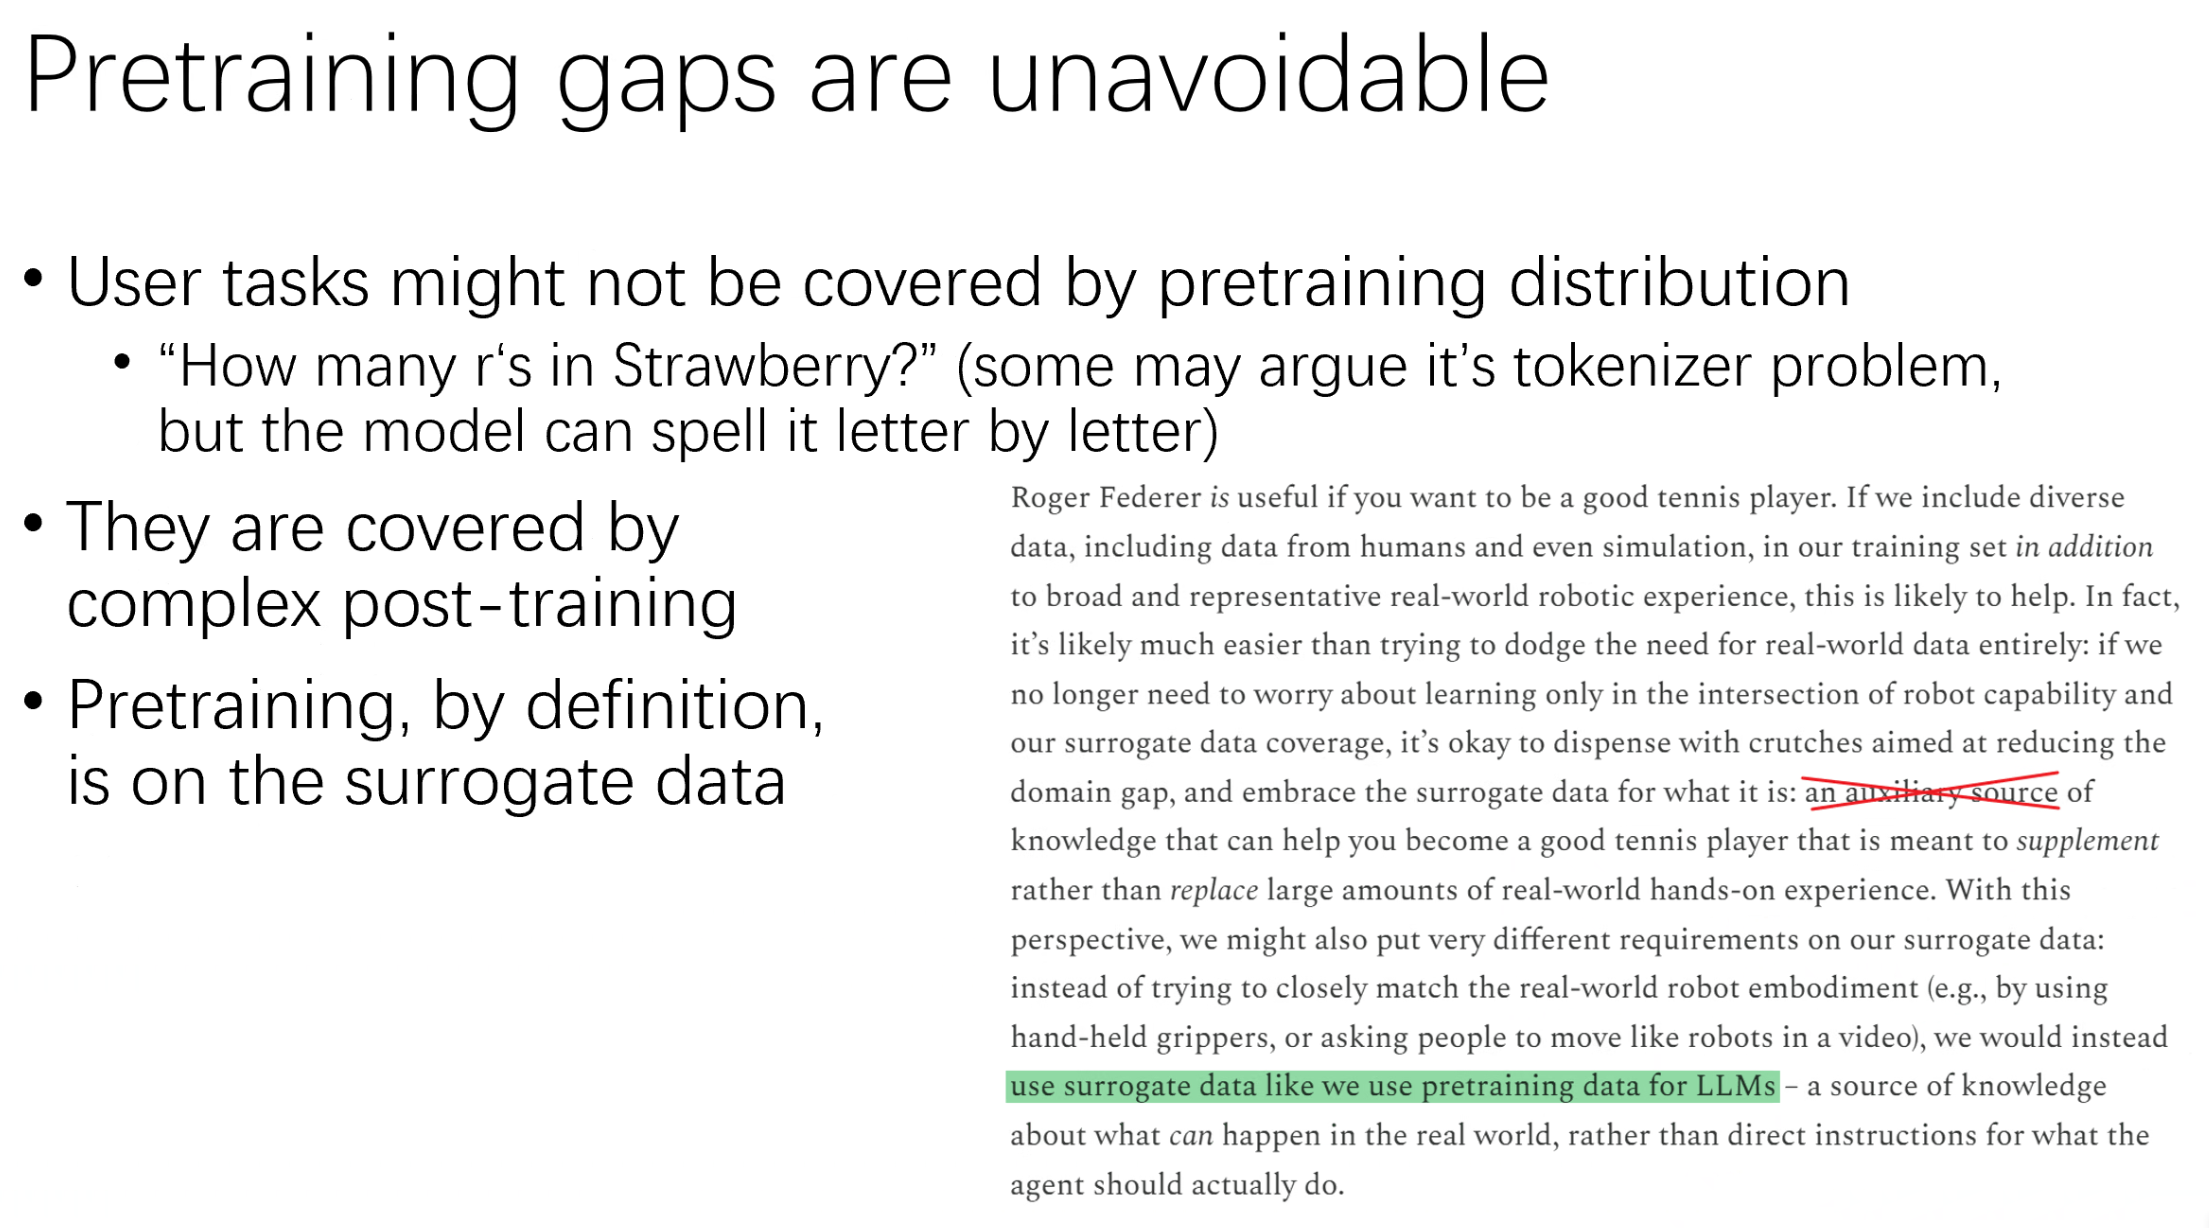 Pretraining gaps are unavoidable
• User tasks might not be covered by pretraining distribution
• “How many r‘s in Strawberry?” (some may argue it’s tokenizer problem,
but the model can spell it letter by letter)
• They are covered by
complex post-training
• Pretraining, by definition,
is on the surrogate data
Roger Federer is useful if you want to be a good tennis player. If we include diverse
data, including data from humans and even simulation, in our training set in addition
to broad and representative real-world robotic experience, this is likely to help. In fact,
it’s likely much easier than trying to dodge the need for real-world data entirely: if we
no longer need to worry about learning only in the intersection of robot capability and
our surrogate data coverage, it’s okay to dispense with crutches aimed at reducing the
domain gap, and embrace the surrogate data for what it is: an auxiliary source of
knowledge that can help you become a good tennis player that is meant to supplement
rather than replace large amounts of real-world hands-on experience. With this
perspective, we might also put very different requirements on our surrogate data:
instead of trying to closely match the real-world robot embodiment (e.g., by using
hand-held grippers, or asking people to move like robots in a video), we would instead
use surrogate data like we use pretraining data for LLMs – a source of knowledge
about what can happen in the real world, rather than direct instructions for what the
agent should actually do.